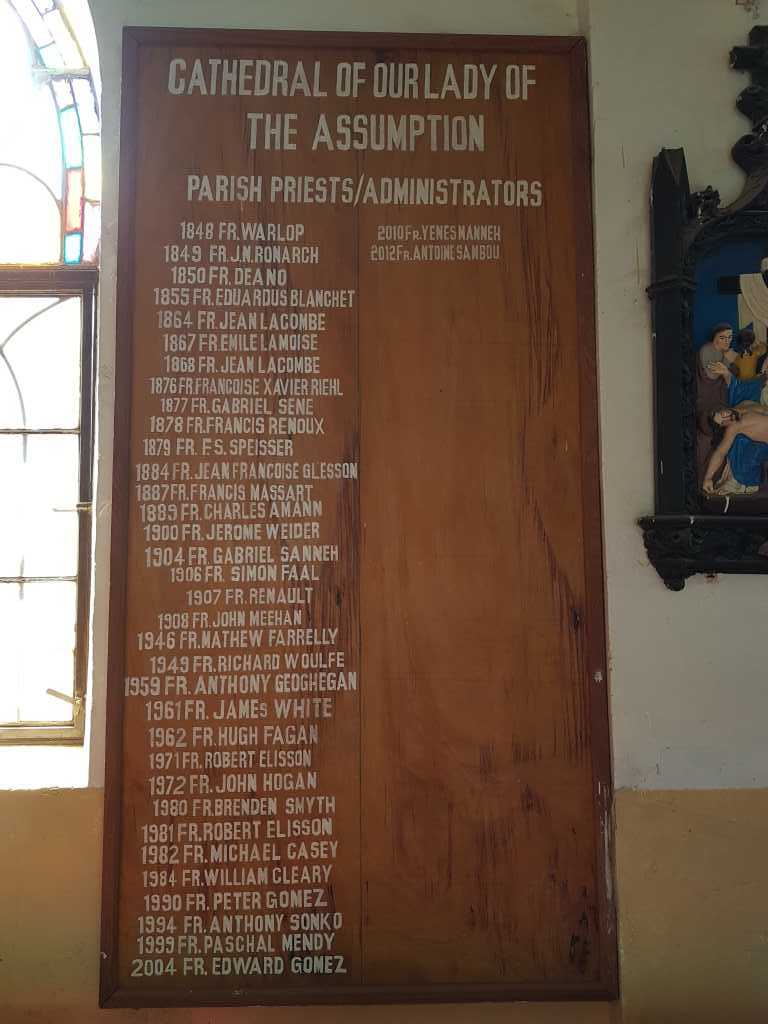 CATHEDRAL OF OUR LADY OF
THE ASSUMPTION
PARISH PRIESTS/ADMINISTRATORS
1848 FR.WARLOP
1849 FR.J.N.RONARCH
1850 FR.DEANO
1855 FR.EDUARDUS BLANCHET
1864 FR.JEAN LACOMBE
1867 FR.EMILE LAMOISE
1868 FR.JEAN LACOMBE
1876 FR.FRANCOISE XAVIER RIEHL
1877 FR.GABRIEL SENE
1878 FR.FRANCIS RENOUX
1879 FR. F.S. SPEISSER
1884 FR. JEAN FRANCOISE GLESSON
1887 FR.FRANCIS MASSART
1889 FR. CHARLES AMANN
1900 FR. JEROME WEIDER
1904 FR. GABRIEL SANNEH
1906 FR. SIMON FAAL
1907 FR.RENAULT
1908 FR.JOHN MEEHAN
1946 FR.MATHEW FARRELLY
1949 FR.RICHARD WOULFE
1959 FR. ANTHONY GEOGHEGAN
1961 FR. JAMES WHITE
1962 FR.HUGH FAGAN
1971 FR.ROBERT ELISSON
1972 FR.JOHN HOGAN
1980 FR.BRENDEN SMYTH
1981 FR.ROBERT ELISSON
1982 FR.MICHAEL CASEY
1984 FR.WILLIAM CLEARY
1990 FR. PETER GOMEZ
1994 FR.ANTHONY SONKO
1999 FR.PASCHAL MENDY
2004 FR.EDWARD GOMEZ
2010 FR.YENES NANNEH
2012 FR.ANTOINE SAMBOU